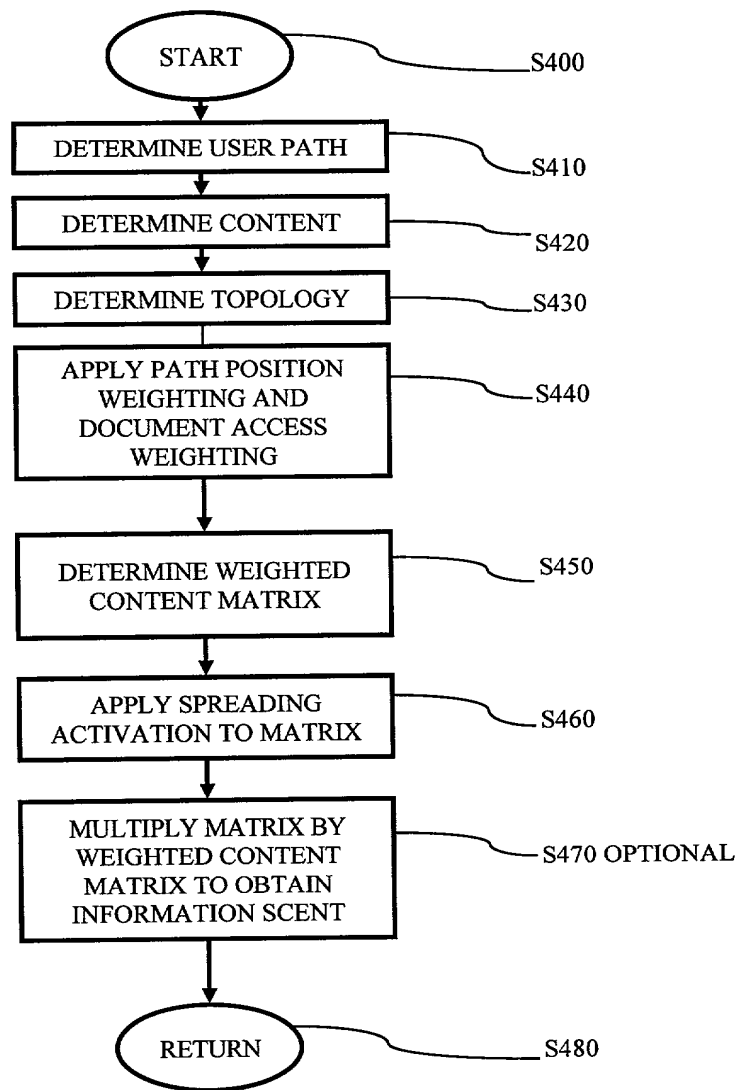 START
S400
DETERMINE USER PATH
S410
DETERMINE CONTENT
S420
DETERMINE TOPOLOGY
S430
APPLY PATH POSITION
WEIGHTING AND
DOCUMENT ACCESS
WEIGHTING
S440
DETERMINE WEIGHTED
CONTENT MATRIX
S450
APPLY SPREADING
ACTIVATION TO MATRIX
S460
MULTIPLY MATRIX BY
WEIGHTED CONTENT
MATRIX TO OBTAIN
INFORMATION SCENT
S470 OPTIONAL
RETURN
S480